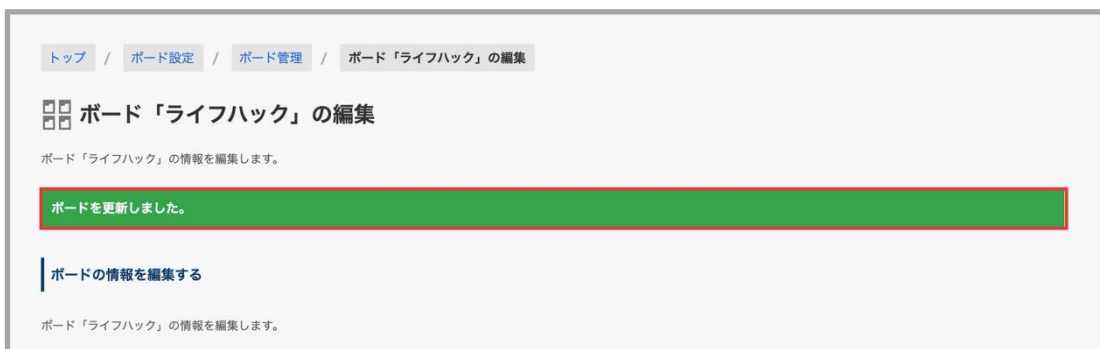 トップ / ボード設定 / ボード管理 / ボード「ライフハック」の編集
ボード「ライフハック」の編集
ボード「ライフハック」の情報を編集します。
ボードを更新しました。
ボードの情報を編集する
ボード「ライフハック」の情報を編集します。